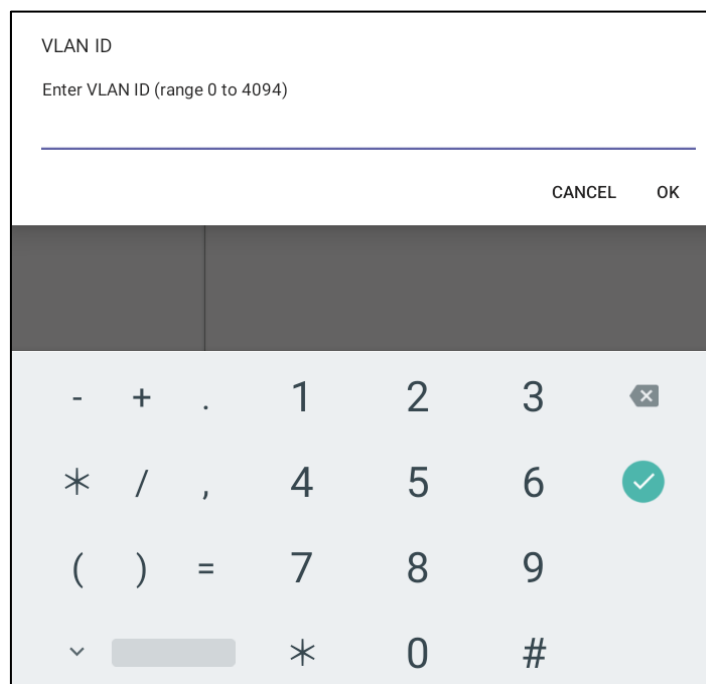 VLAN ID
Enter VLAN ID (range 0 to 4094)
CANCEL OK
- + . 1 2 3
* / , 4 5 6
( ) = 7 8 9
* 0 #